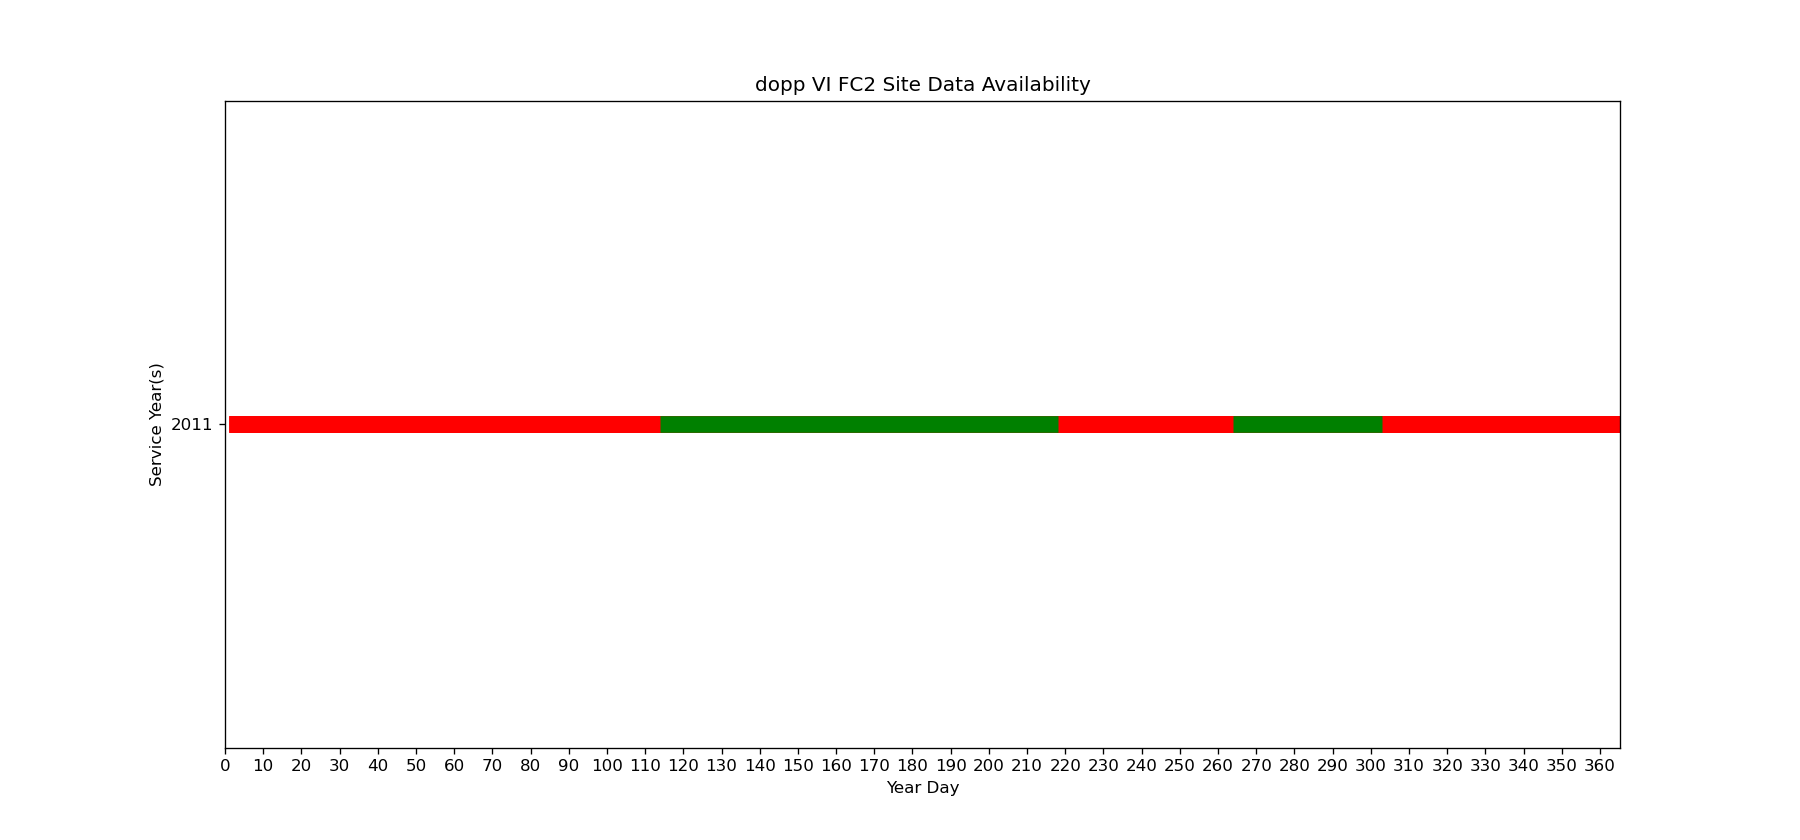 dopp VI FC2 Site Data Availability
Service Year(s)
2011
0 10 20 30 40 50 60 70 80 90 100 110 120 130 140 150 160 170 180 190 200 210 220 230 240 250 260 270 280 290 300 310 320 330 340 350 360
Year Day